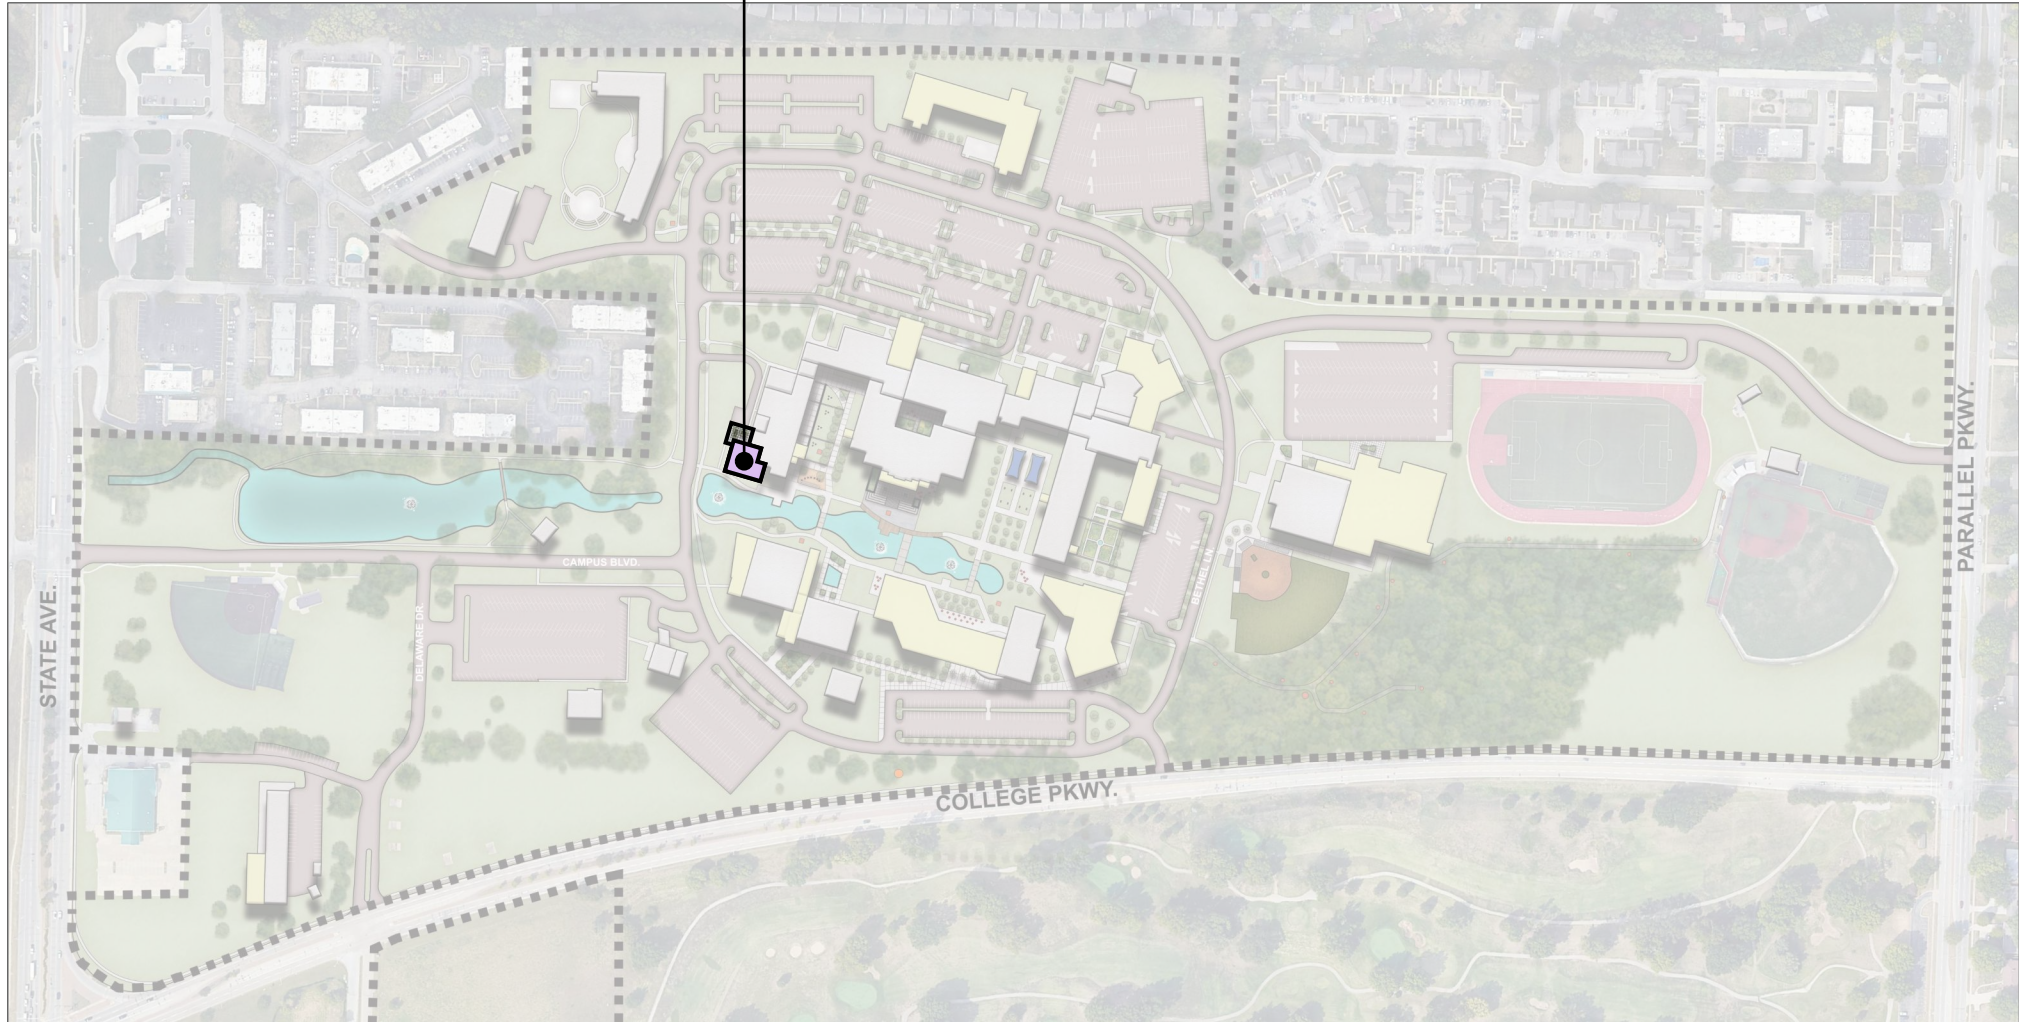 PARALLEL PKWY.
CAMPUS BLVD.
BETHEL LN
DELAWARE DR
STATE AVE.
COLLEGE PKWY.